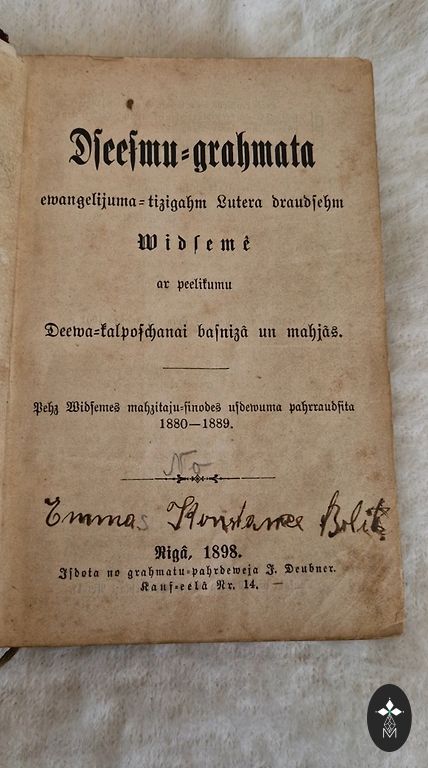 Dſeeſmu-grahmata
ewangelijuma-tizigahm Lutera draudſehm
Widſemê
ar peelikumu
Deewa-kalpoſchanai baſnizâ un mahjâs.
Pehz Widſemes mahzitaju-ſinodes uſdewuma pahrraudſita
1880—1889.
No
Emmas Konstance
Rigâ, 1898.
Iſdota no grahmatu-pahrdeweja J. Deubner.
Kauf-eelâ Nr. 14.
M